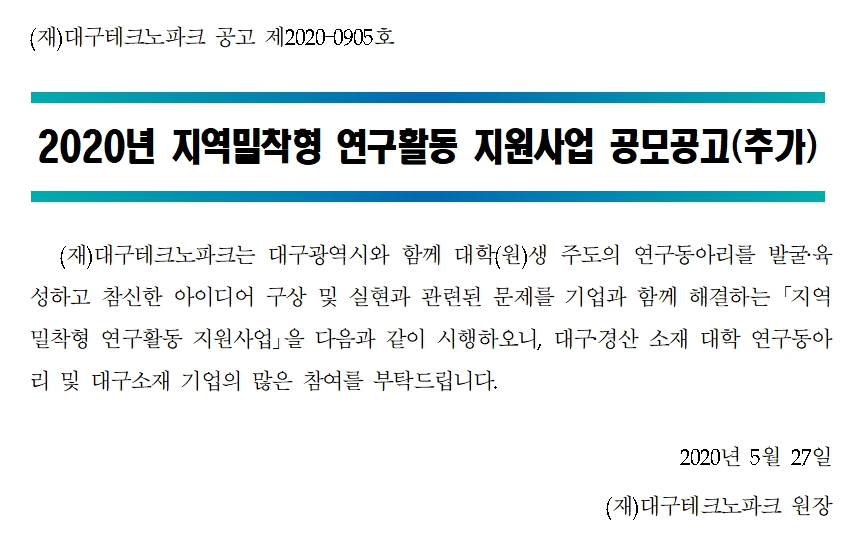 (재)대구테크노파크 공고 제2020-0905호
2020년 지역밀착형 연구활동 지원사업 공모공고(추가)
(재)대구테크노파크는 대구광역시와 함께 대학(원)생 주도의 연구동아리를 발굴·육
성하고 참신한 아이디어 구상 및 실현과 관련된 문제를 기업과 함께 해결하는 「지역
밀착형 연구활동 지원사업」을 다음과 같이 시행하오니, 대구·경산 소재 대학 연구동아
리 및 대구소재 기업의 많은 참여를 부탁드립니다.
2020년 5월 27일
(재)대구테크노파크 원장